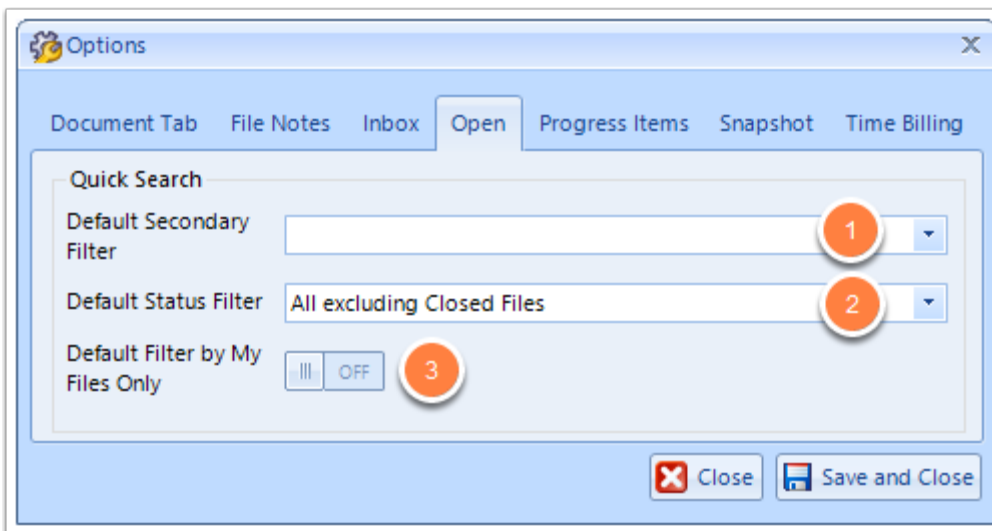 Options
Document Tab File Notes Inbox Open Progress Items Snapshot Time Billing
Quick Search
Default Secondary
Filter
1
Default Status Filter All excluding Closed Files 2
Default Filter by My
Files Only
OFF 3
Close Save and Close